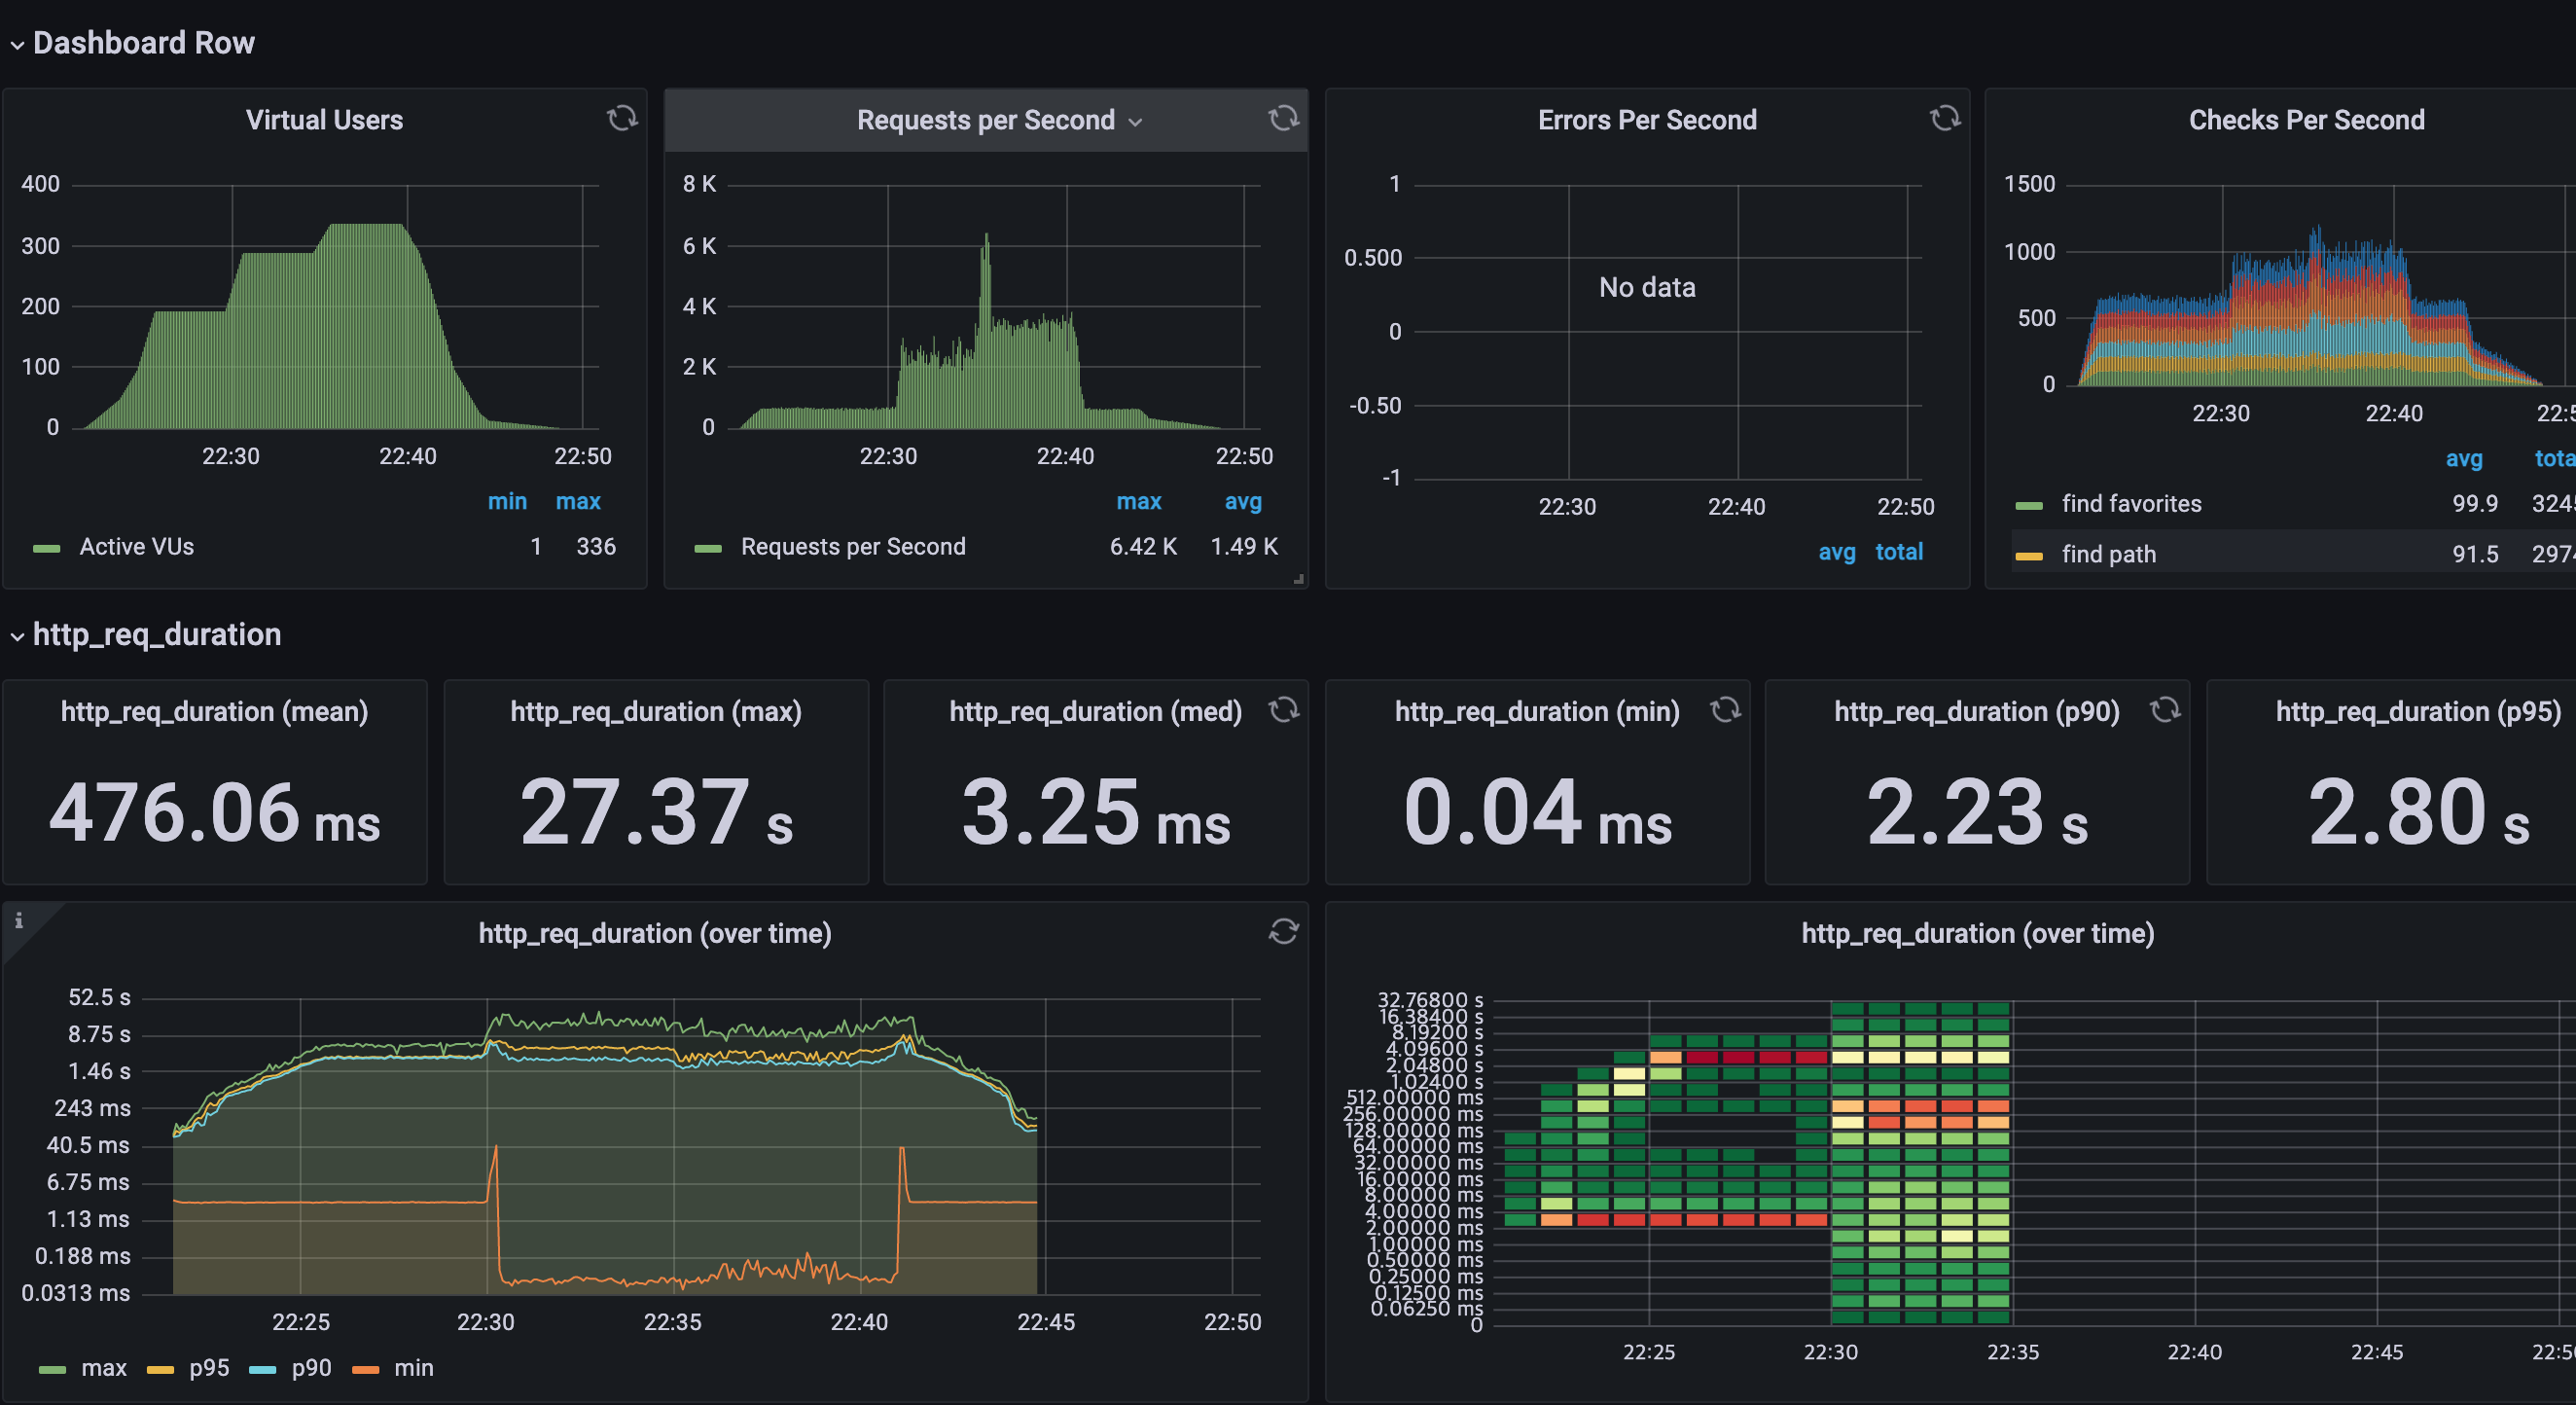 Dashboard Row
Virtual Users
400
300
200
100
0
22:30 22:40 22:50
min max
Active VUs 1 336
Requests per Second
8 K
6 K
4 K
2 K
0
22:30 22:40 22:50
max avg
Requests per Second 6.42 K 1.49 K
Errors Per Second
1
0.500
0
-0.50
-1
No data
22:30 22:40 22:50
avg total
Checks Per Second
1500
1000
500
0
22:30 22:40 22:5
avg tota
find favorites 99.9 324
find path 91.5 297
http_req_duration
http_req_duration (mean)
476.06 ms
http_req_duration (max)
27.37 s
http_req_duration (med)
3.25 ms
http_req_duration (min)
0.04 ms
http_req_duration (p90)
2.23 s
http_req_duration (p95)
2.80 s
i
http_req_duration (over time)
52.5 s
8.75 s
1.46 s
243 ms
40.5 ms
6.75 ms
1.13 ms
0.188 ms
0.0313 ms
22:25 22:30 22:35 22:40 22:45 22:50
max p95 p90 min
http_req_duration (over time)
32.76800 s
16.38400 s
8.19200 s
4.09600 s
2.04800 s
1.02400 s
512.00000 ms
256.00000 ms
128.00000 ms
64.00000 ms
32.00000 ms
16.00000 ms
8.00000 ms
4.00000 ms
2.00000 ms
1.00000 ms
0.50000 ms
0.25000 ms
0.12500 ms
0.06250 ms
0
22:25 22:30 22:35 22:40 22:45 22:5